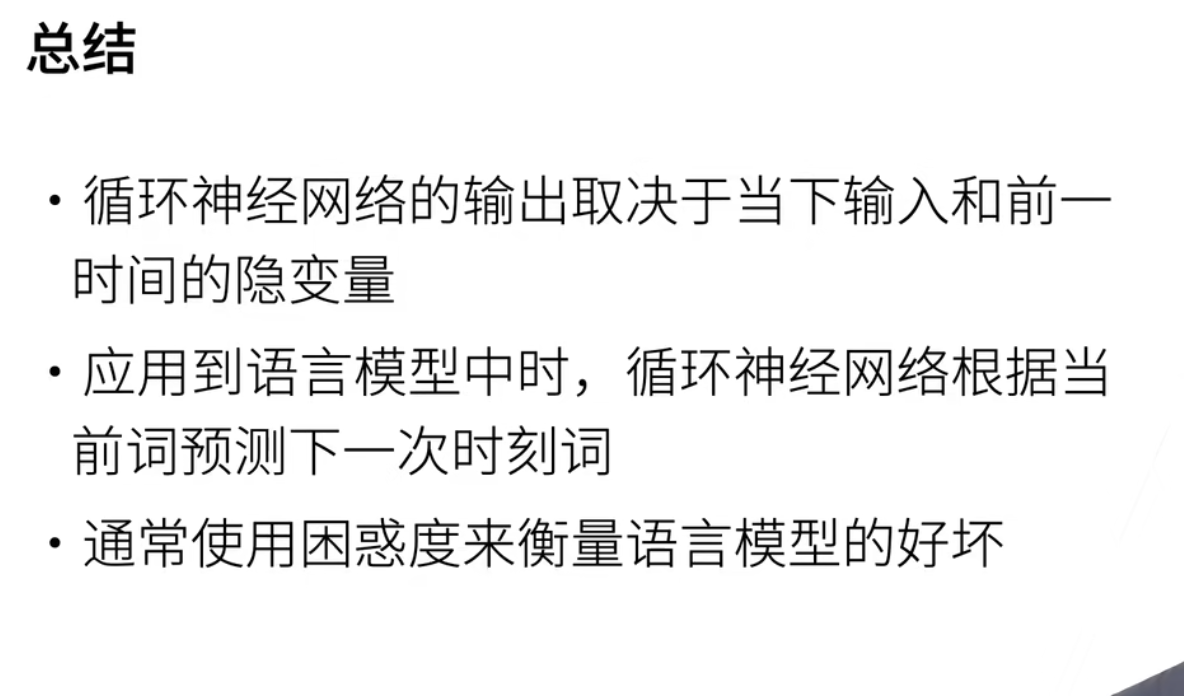 总结
• 循环神经网络的输出取决于当下输入和前一
时间的隐变量
• 应用到语言模型中时，循环神经网络根据当
前词预测下一次时刻词
• 通常使用困惑度来衡量语言模型的好坏